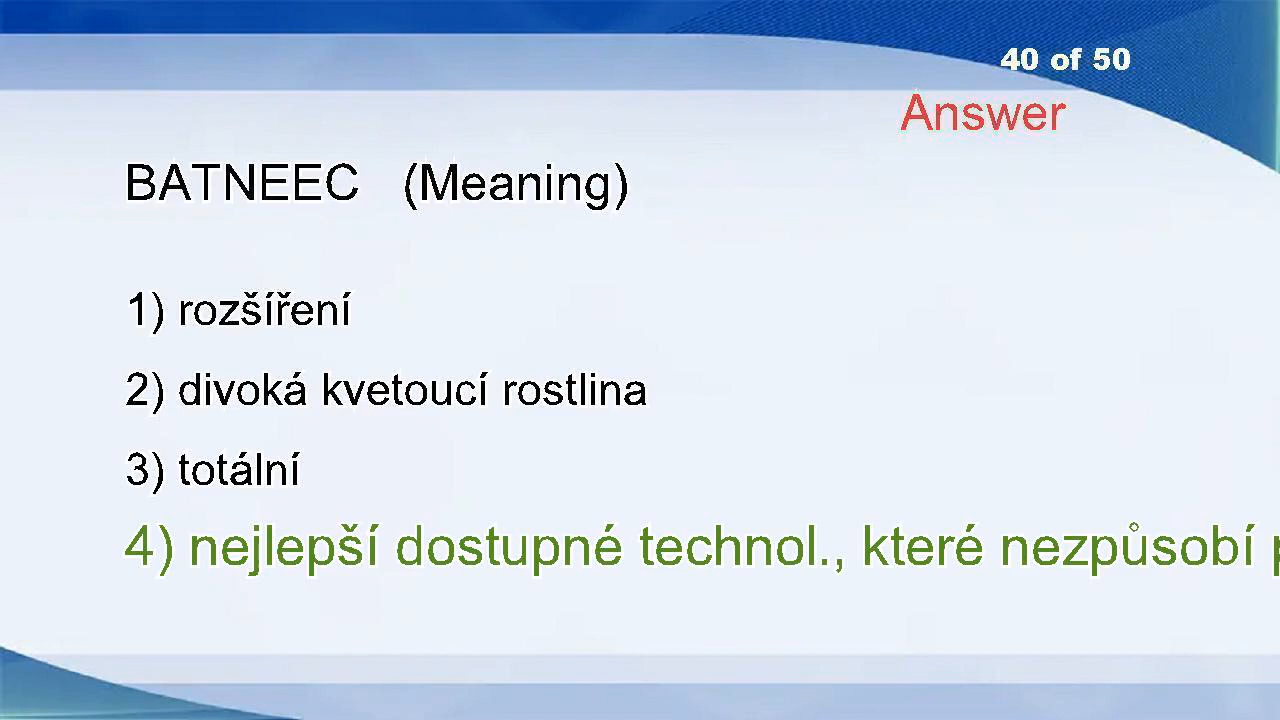 40 of 50
Answer
BATNEEC (Meaning)
1) rozšíření
2) divoká kvetoucí rostlina
3) totální
4) nejlepší dostupné technol., které nezpůsobí